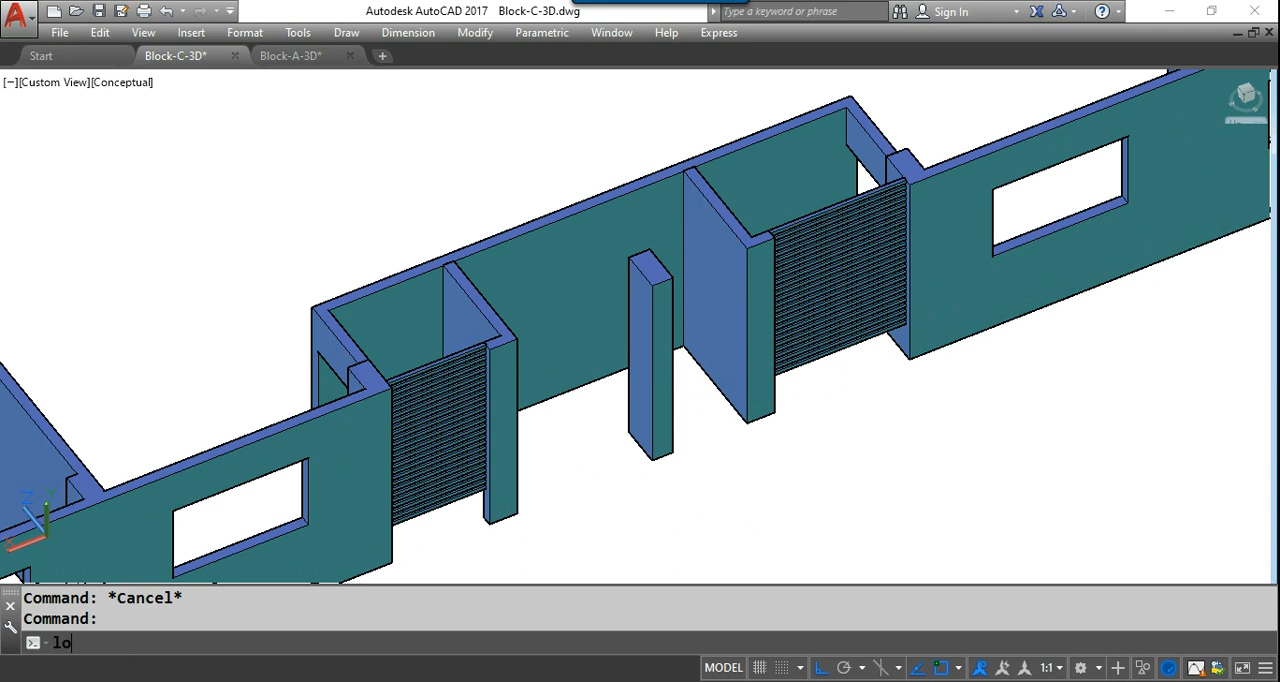 Autodesk AutoCAD 2017 Block-C-3D.dwg
Type a keyword or phrase
Sign In
File Edit View Insert Format Tools Draw Dimension Modify Parametric Window Help Express
Start Block-C-3D* Block-A-3D*
[−][Custom View][Conceptual]
Command: *Cancel*
Command:
lo
MODEL 1:1